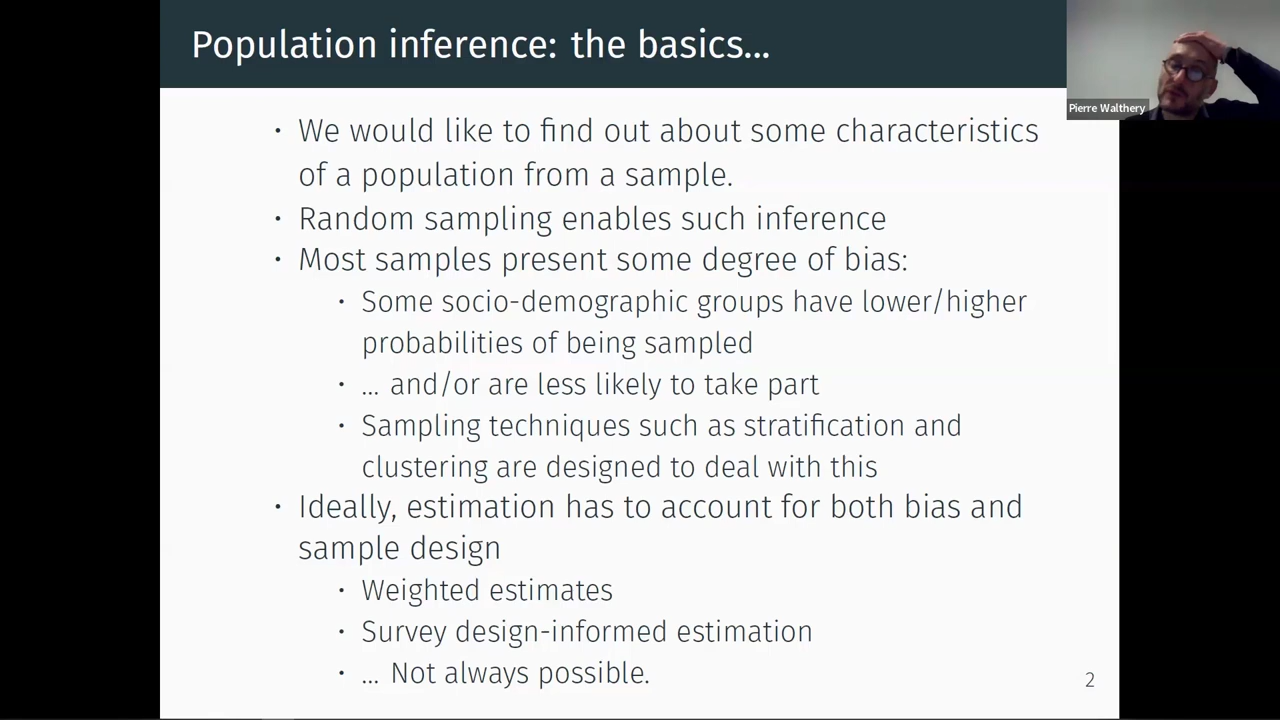 Population inference: the basics...
Pierre Walthery
• We would like to find out about some characteristics
of a population from a sample.
• Random sampling enables such inference
• Most samples present some degree of bias:
• Some socio-demographic groups have lower/higher
probabilities of being sampled
• ... and/or are less likely to take part
• Sampling techniques such as stratification and
clustering are designed to deal with this
• Ideally, estimation has to account for both bias and
sample design
• Weighted estimates
• Survey design-informed estimation
• ... Not always possible.
2